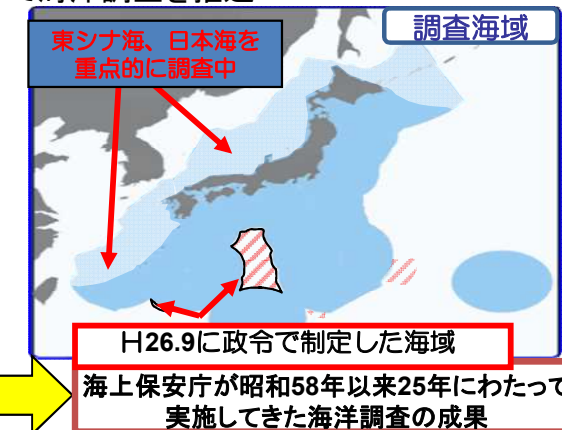 調査海域
東シナ海、日本海を
重点的に調査中
H26.9に政令で制定した海域
海上保安庁が昭和58年以来25年にわたって
実施してきた海洋調査の成果